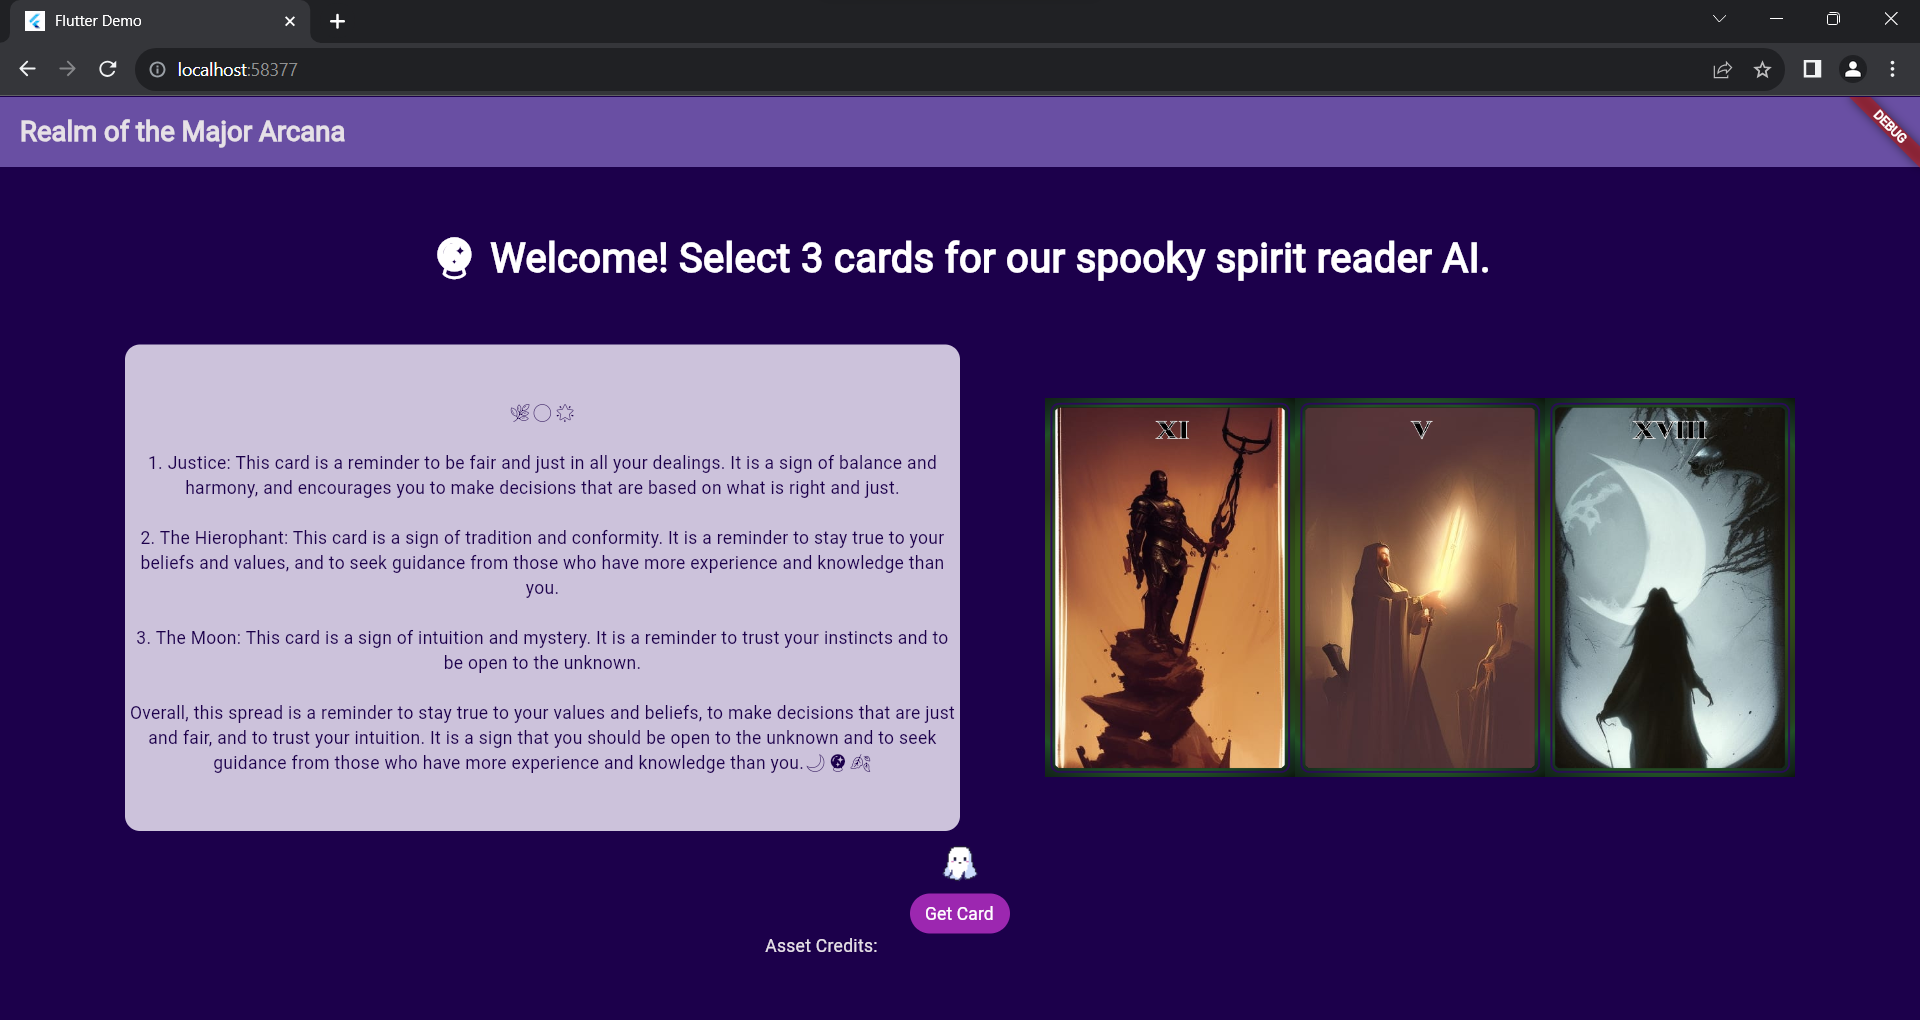 Flutter Demo
localhost:58377
Realm of the Major Arcana
DEBUG
Welcome! Select 3 cards for our spooky spirit reader AI.
1. Justice: This card is a reminder to be fair and just in all your dealings. It is a sign of balance and
harmony, and encourages you to make decisions that are based on what is right and just.
2. The Hierophant: This card is a sign of tradition and conformity. It is a reminder to stay true to your
beliefs and values, and to seek guidance from those who have more experience and knowledge than
you.
3. The Moon: This card is a sign of intuition and mystery. It is a reminder to trust your instincts and to
be open to the unknown.
Overall, this spread is a reminder to stay true to your values and beliefs, to make decisions that are just
and fair, and to trust your intuition. It is a sign that you should be open to the unknown and to seek
guidance from those who have more experience and knowledge than you.
XI
V
XVIII
Get Card
Asset Credits: